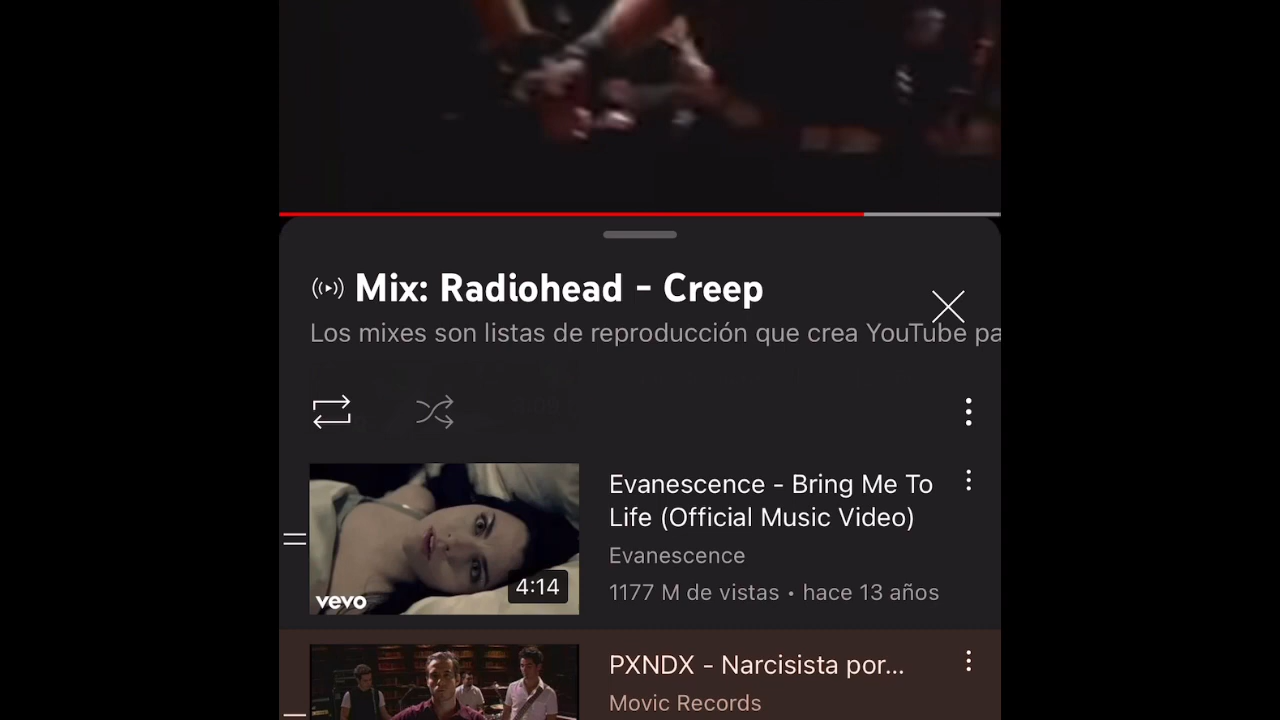 Mix: Radiohead - Creep
Los mixes son listas de reproducción que crea YouTube pa
Evanescence - Bring Me To
Life (Official Music Video)
Evanescence
1177 M de vistas • hace 13 años
4:14
vevo
PXNDX - Narcisista por...
Movic Records